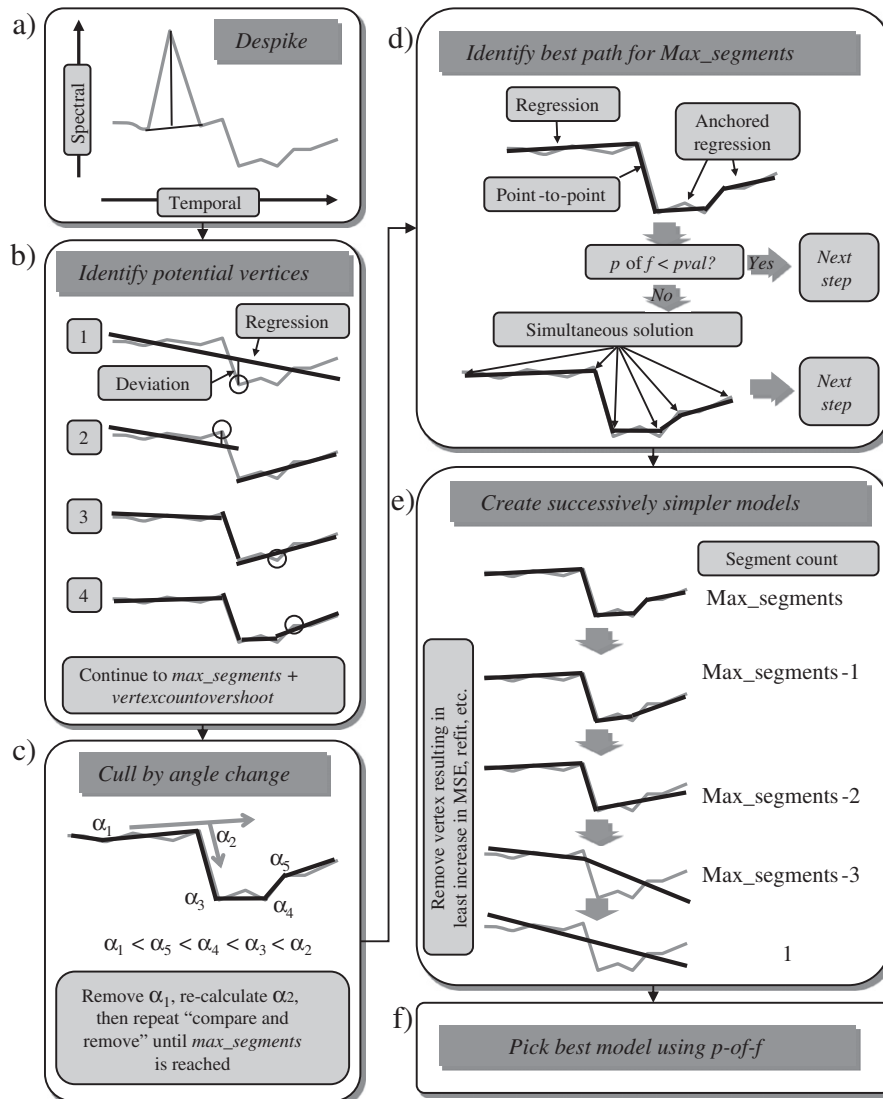 a)
Despike
Spectral
Temporal
b)
Identify potential vertices
1
Regression
Deviation
2
3
4
Continue to max_segments +
vertexcountovershoot
c)
Cull by angle change
α1
α2
α5
α3
α4
α1 < α5 < α4 < α3 < α2
Remove α1, re-calculate α2,
then repeat “compare and
remove” until max_segments
is reached
d)
Identify best path for Max_segments
Regression
Anchored
regression
Point-to-point
p of f < pval?
Yes
Next
step
No
Simultaneous solution
Next
step
e)
Create successively simpler models
Segment count
Max_segments
Remove vertex resulting in
least increase in MSE, refit, etc.
Max_segments-1
Max_segments-2
Max_segments-3
1
f)
Pick best model using p-of-f